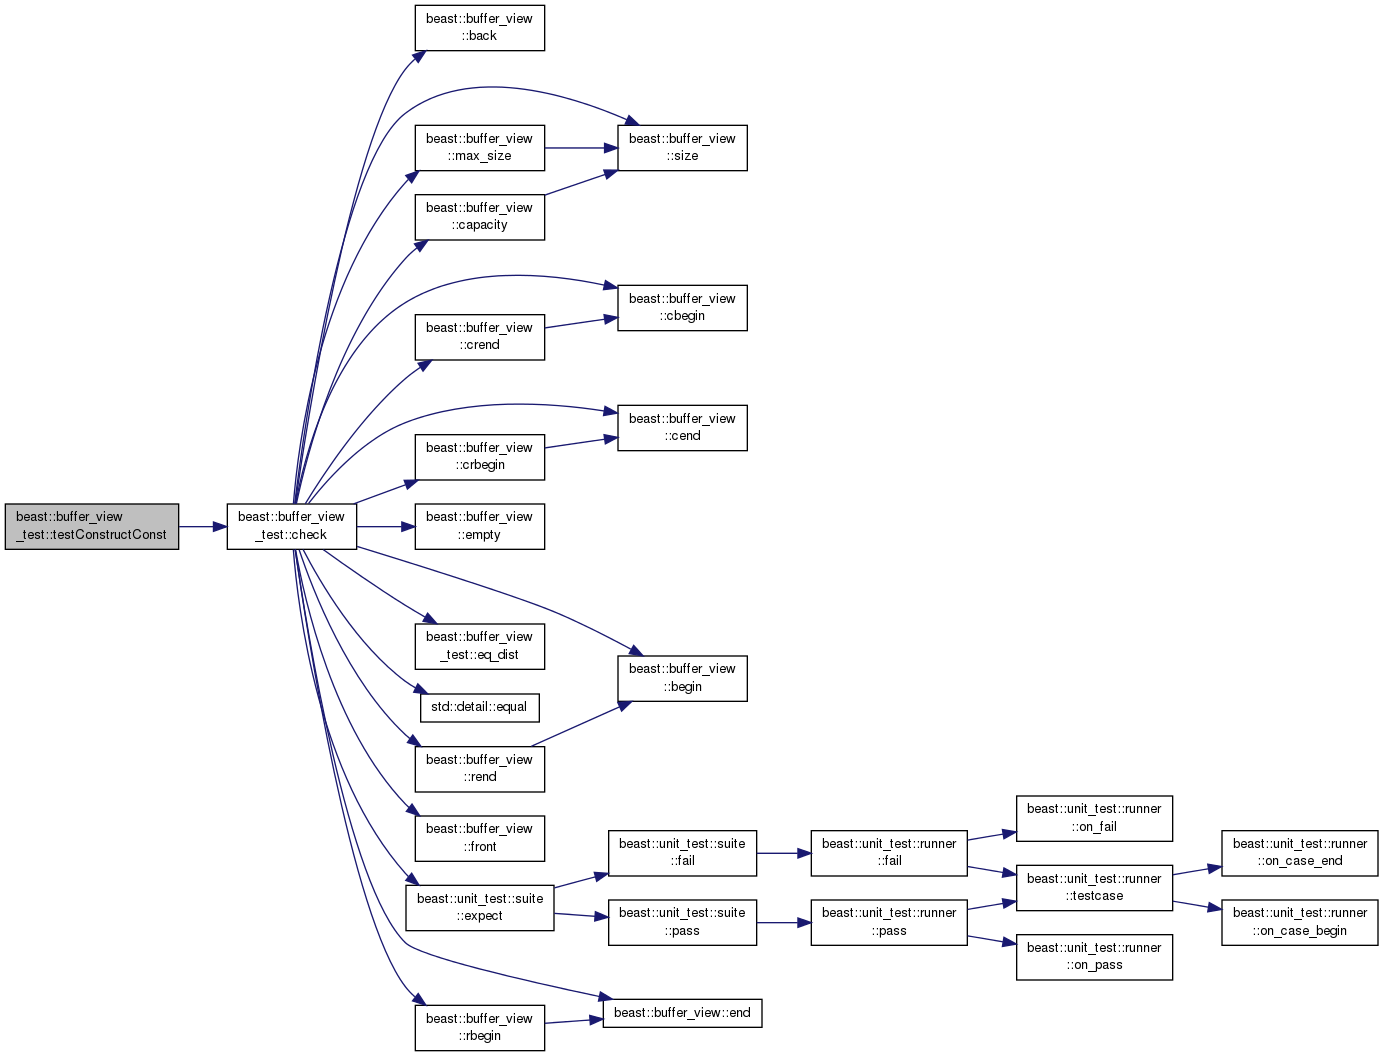 beast::buffer_view
::back
beast::buffer_view
::max_size
beast::buffer_view
::size
beast::buffer_view
::capacity
beast::buffer_view
::cbegin
beast::buffer_view
::crend
beast::buffer_view
::cend
beast::buffer_view
::crbegin
beast::buffer_view
_test::testConstructConst
beast::buffer_view
_test::check
beast::buffer_view
::empty
beast::buffer_view
_test::eq_dist
beast::buffer_view
::begin
std::detail::equal
beast::buffer_view
::rend
beast::buffer_view
::front
beast::unit_test::suite
::expect
beast::unit_test::suite
::fail
beast::unit_test::suite
::pass
beast::unit_test::runner
::fail
beast::unit_test::runner
::pass
beast::unit_test::runner
::on_fail
beast::unit_test::runner
::testcase
beast::unit_test::runner
::on_pass
beast::unit_test::runner
::on_case_end
beast::unit_test::runner
::on_case_begin
beast::buffer_view::end
beast::buffer_view
::rbegin